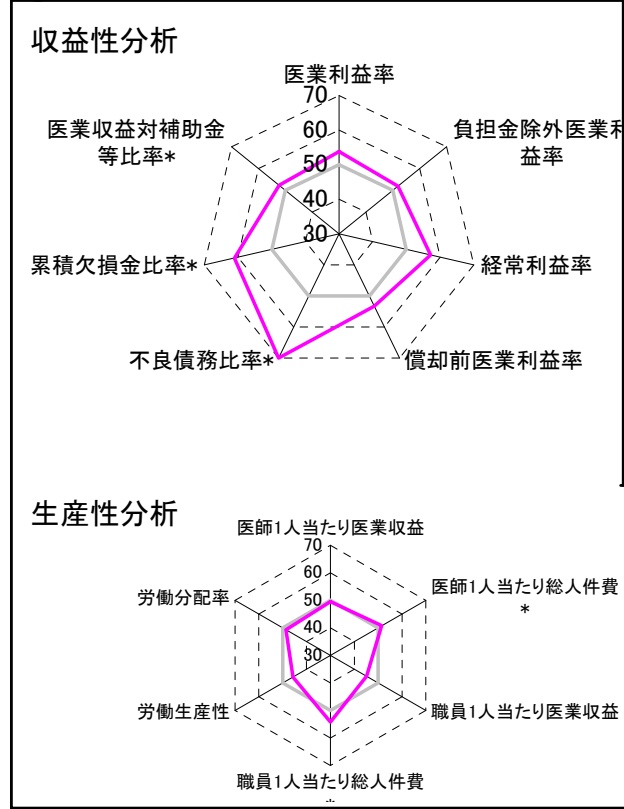 収益性分析
医業利益率
70
60
50
40
30
負担金除外医業利
益率
経常利益率
償却前医業利益率
不良債務比率*
累積欠損金比率*
医業収益対補助金
等比率*
生産性分析
医師1人当たり医業収益
70
60
50
40
30
医師1人当たり総人件費
*
職員1人当たり医業収益
職員1人当たり総人件費
*
労働生産性
労働分配率